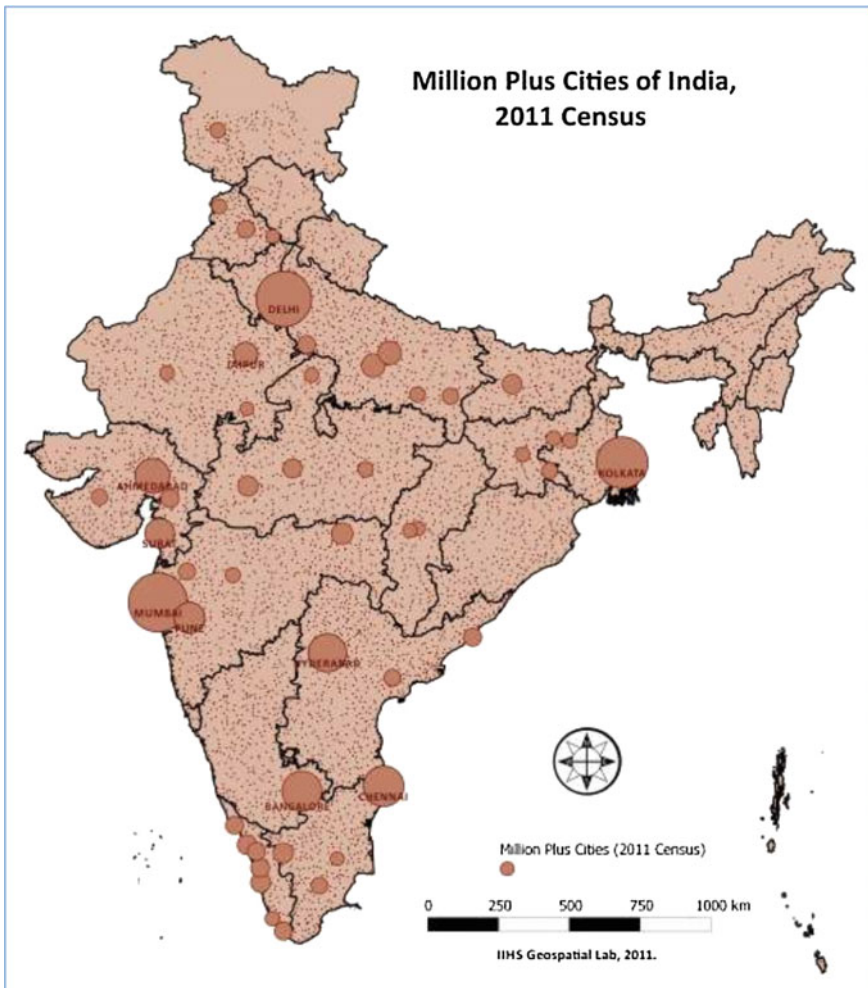 Million Plus Cities of India,
2011 Census
DELHI
JAIPUR
AHMEDABAD
KOLKATA
SURAT
MUMBAI
PUNE
HYDERABAD
BANGALORE
CHENNAI
Million Plus Cities (2011 Census)
0 250 500 750 1000 km
IIHS Geospatial Lab, 2011.